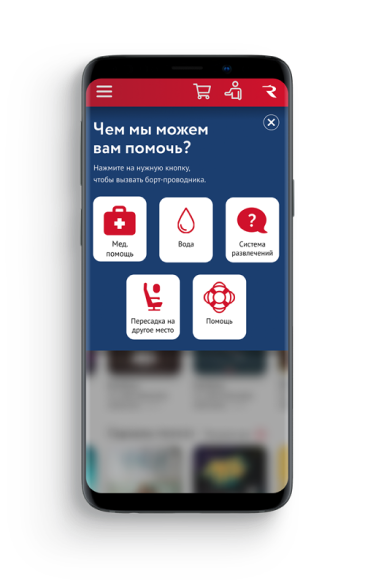 Чем мы можем
вам помочь?
Нажмите на нужную кнопку,
чтобы вызвать борт-проводника.
Мед.
помощь
Вода
?
Система
развлечений
Пересадка на
другое место
Помощь